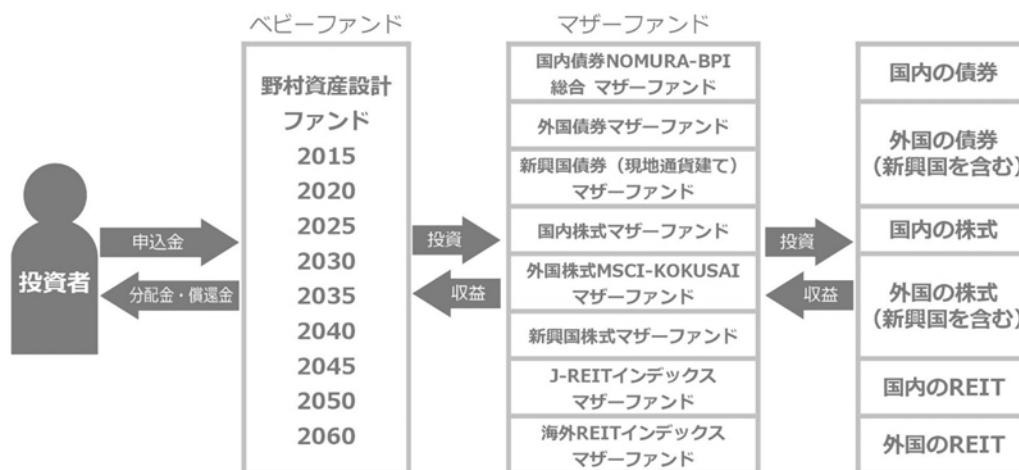 ベビーファンド
マザーファンド
投資者
申込金
分配金・償還金
野村資産設計
ファンド
2015
2020
2025
2030
2035
2040
2045
2050
2060
投資
収益
国内債券NOMURA-BPI
総合 マザーファンド
外国債券マザーファンド
新興国債券（現地通貨建て）
マザーファンド
国内株式マザーファンド
外国株式MSCI-KOKUSAI
マザーファンド
新興国株式マザーファンド
J-REITインデックス
マザーファンド
海外REITインデックス
マザーファンド
投資
収益
国内の債券
外国の債券
（新興国を含む）
国内の株式
外国の株式
（新興国を含む）
国内のREIT
外国のREIT